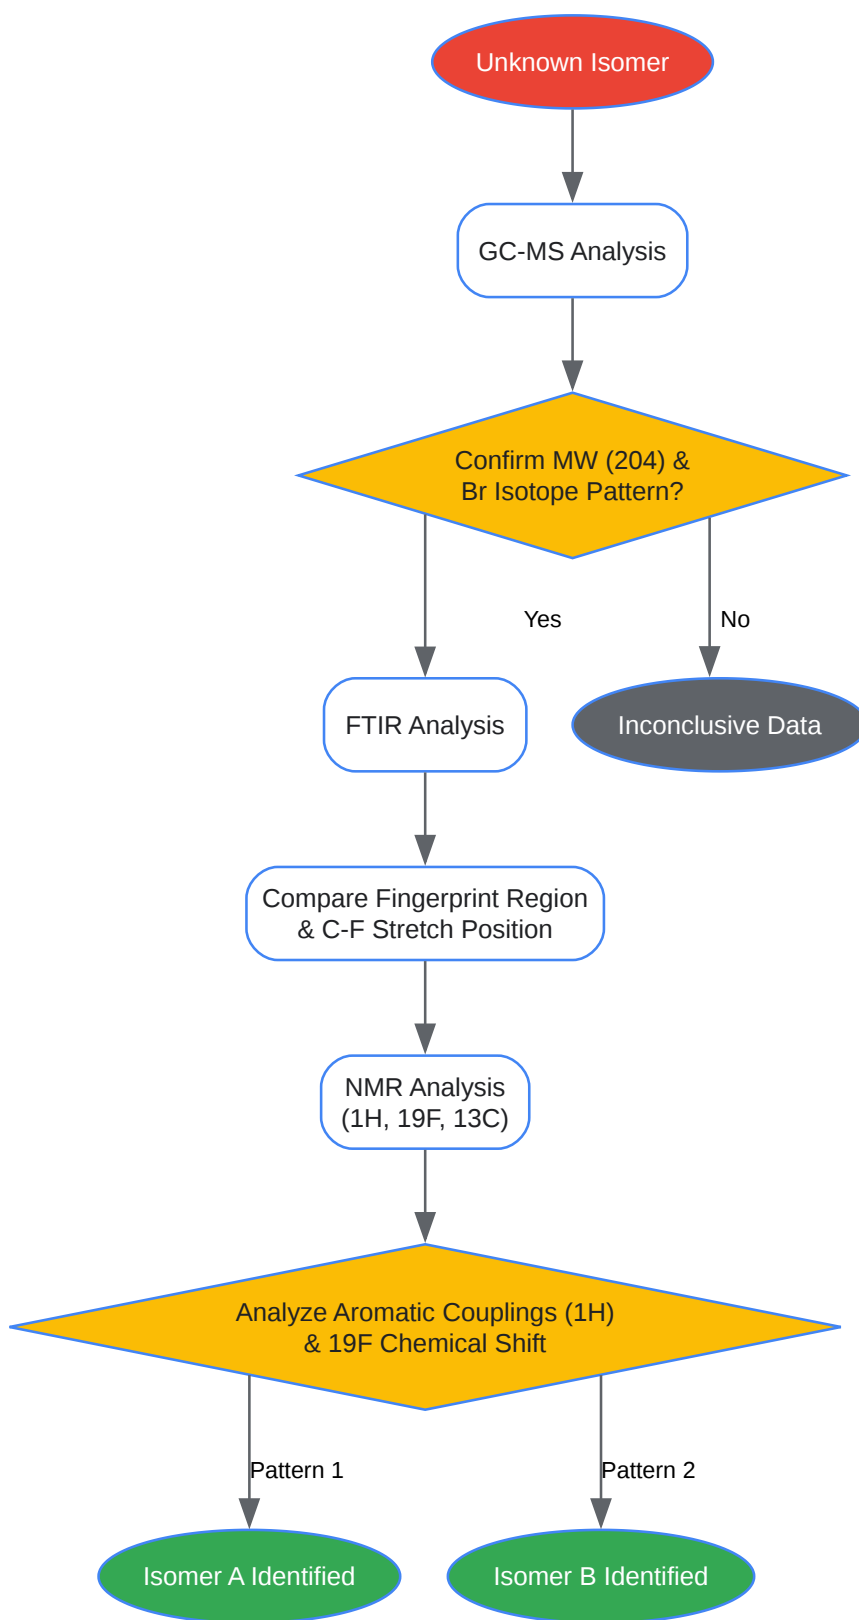 Unknown Isomer
GC-MS Analysis
Confirm MW (204) &
Br Isotope Pattern?
Yes
No
FTIR Analysis
Inconclusive Data
Compare Fingerprint Region
& C-F Stretch Position
NMR Analysis
(1H, 19F, 13C)
Analyze Aromatic Couplings (1H)
& 19F Chemical Shift
Pattern 1
Pattern 2
Isomer A Identified
Isomer B Identified